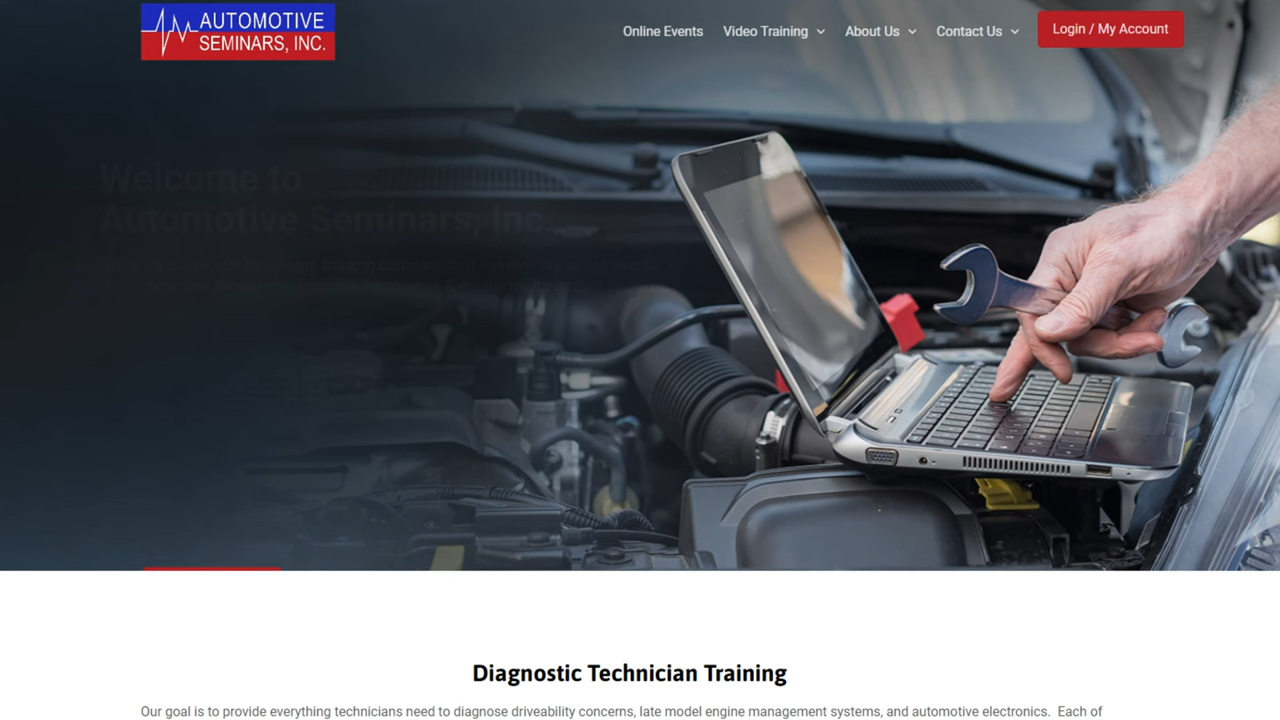 AUTOMOTIVE
SEMINARS, INC.
Online Events Video Training About Us Contact Us Login / My Account
Welcome to
Automotive Seminars, Inc.
Diagnostic Technician Training
Our goal is to provide everything technicians need to diagnose driveability concerns, late model engine management systems, and automotive electronics. Each of